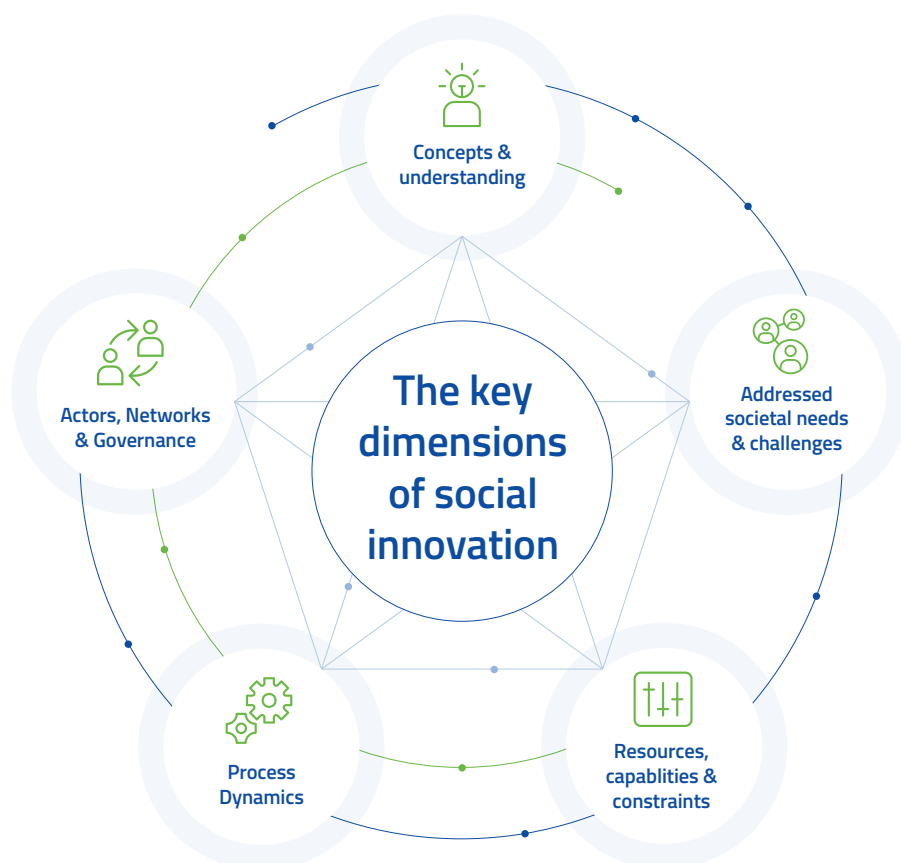 Concepts &
understanding
Actors, Networks
& Governance
The key
dimensions
of social
innovation
Addressed
societal needs
& challenges
Process
Dynamics
Resources,
capablities &
constraints